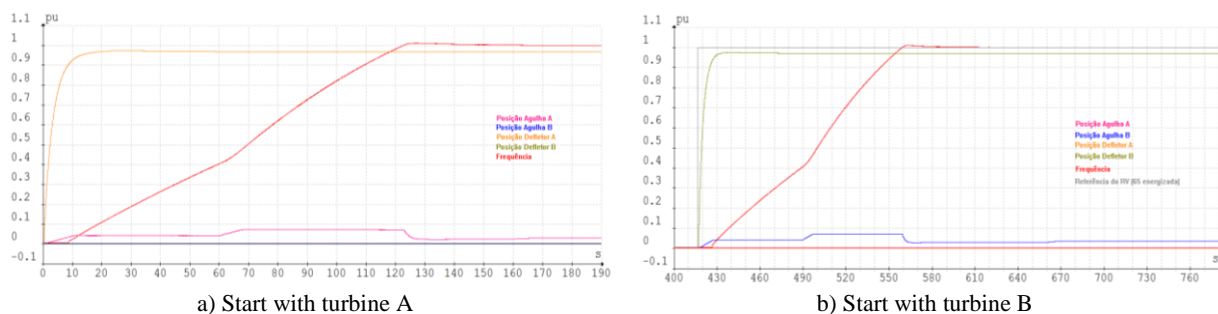 1.1 pu
1
0.9
0.8
0.7
0.6
0.5
0.4
0.3
0.2
0.1
0
-0.1
Posição Agulha A
Posição Agulha B
Posição Defletor A
Posição Defletor B
Frequência
s
0 10 20 30 40 50 60 70 80 90 100 110 120 130 140 150 160 170 180 190
a) Start with turbine A
1.1 pu
1
0.9
0.8
0.7
0.6
0.5
0.4
0.3
0.2
0.1
0
-0.1
Posição Agulha A
Posição Agulha B
Posição Defletor A
Posição Defletor B
Frequência
Referência do RV (65 energizada)
s
400 430 460 490 520 550 580 610 640 670 700 730 760
b) Start with turbine B